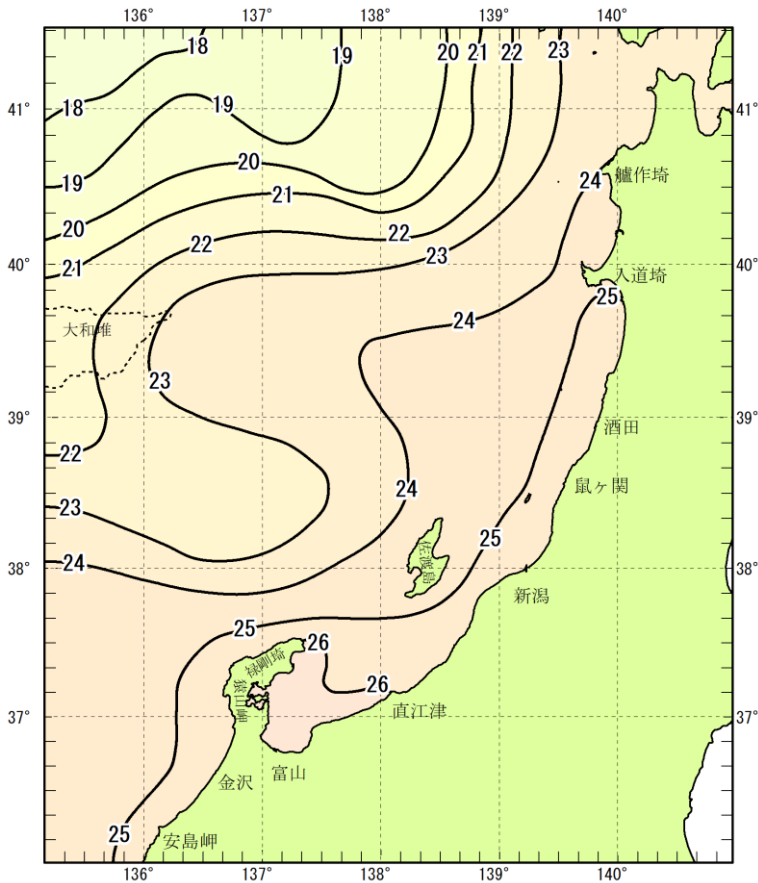 136° 137° 138° 139° 140°
18 19 20 21 22 23
41° 18 19 41°
19 20 24 艫作埼
20 21
21 22 22 23
40° 入道埼 40°
25
大和堆 24
23
39° 39°
22 酒田
24 鼠ヶ関
23 25
24 佐渡島
38° 38°
新潟
25 26
禄剛埼
猿山岬 26
37° 直江津 37°
金沢 富山
25 安島岬
136° 137° 138° 139° 140°